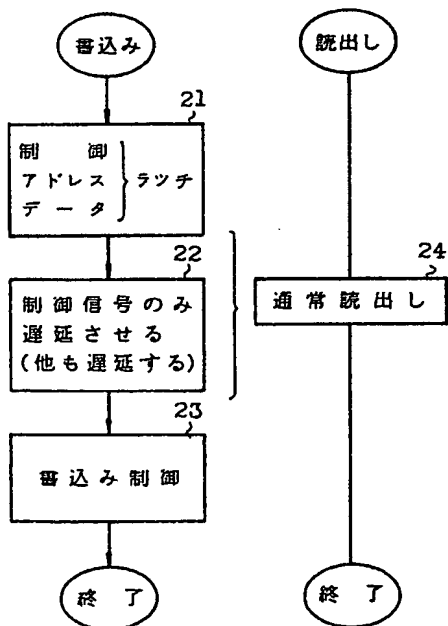 書込み
21
制御
アドレス
データ
ラツチ
22
制御信号のみ
遅延させる
(他も遅延する)
23
書込み制御
終了
読出し
24
通常読出し
終了